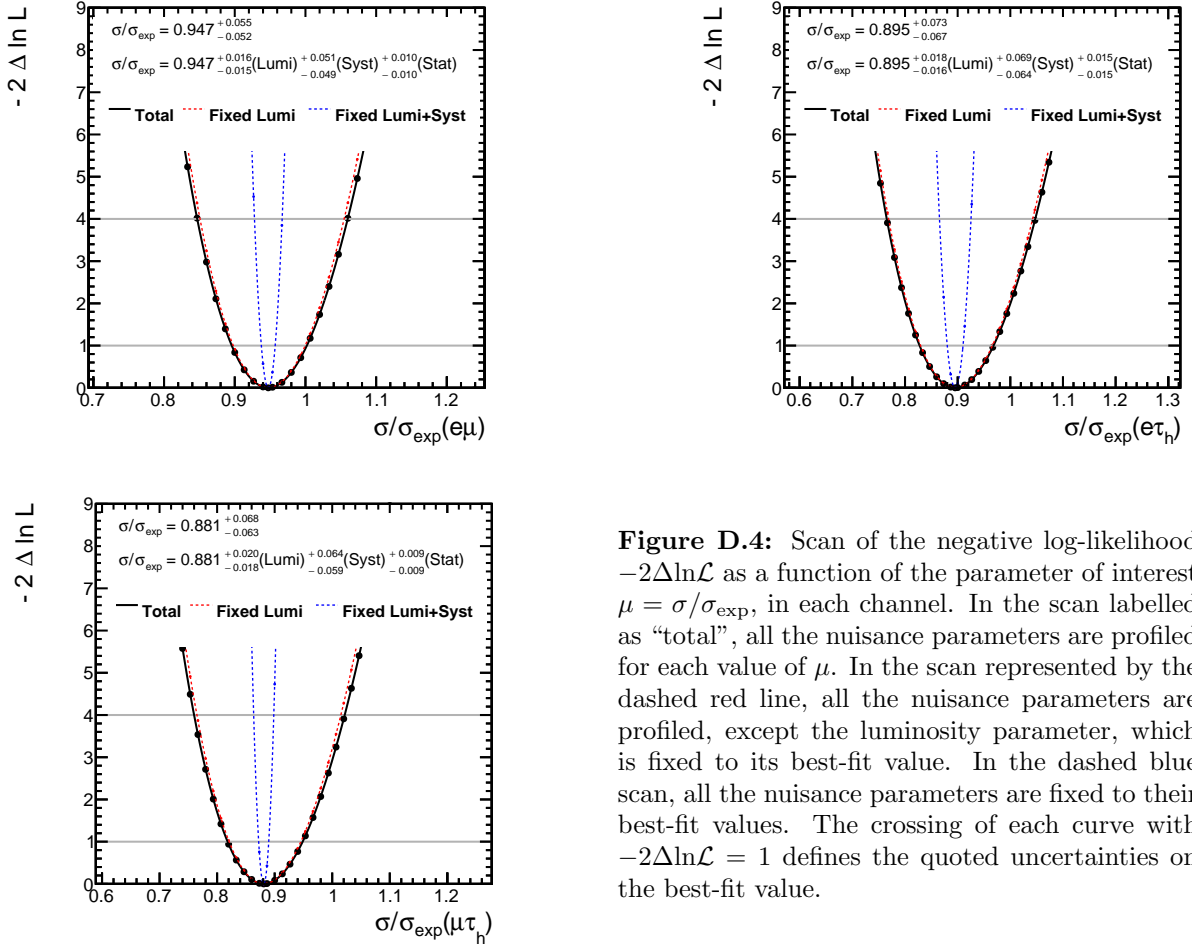 - 2 Δ ln L
9
8
7
6
5
4
3
2
1
0
σ/σexp = 0.947 +0.055 −0.052
σ/σexp = 0.947 +0.016 −0.015 (Lumi) +0.051 −0.049 (Syst) +0.010 −0.010 (Stat)
Total Fixed Lumi Fixed Lumi+Syst
0.7 0.8 0.9 1 1.1 1.2
σ/σexp(eμ)
- 2 Δ ln L
9
8
7
6
5
4
3
2
1
0
σ/σexp = 0.895 +0.073 −0.067
σ/σexp = 0.895 +0.018 −0.016 (Lumi) +0.069 −0.064 (Syst) +0.015 −0.015 (Stat)
Total Fixed Lumi Fixed Lumi+Syst
0.6 0.7 0.8 0.9 1 1.1 1.2 1.3
σ/σexp(eτh)
- 2 Δ ln L
9
8
7
6
5
4
3
2
1
0
σ/σexp = 0.881 +0.068 −0.063
σ/σexp = 0.881 +0.020 −0.018 (Lumi) +0.064 −0.059 (Syst) +0.009 −0.009 (Stat)
Total Fixed Lumi Fixed Lumi+Syst
0.6 0.7 0.8 0.9 1 1.1 1.2
σ/σexp(μτh)
Figure D.4: Scan of the negative log-likelihood
−2ΔlnℒL as a function of the parameter of interest
μ = σ/σexp, in each channel. In the scan labelled
as “total”, all the nuisance parameters are profiled
for each value of μ. In the scan represented by the
dashed red line, all the nuisance parameters are
profiled, except the luminosity parameter, which
is fixed to its best-fit value. In the dashed blue
scan, all the nuisance parameters are fixed to their
best-fit values. The crossing of each curve with
−2Δlnℒ = 1 defines the quoted uncertainties on
the best-fit value.